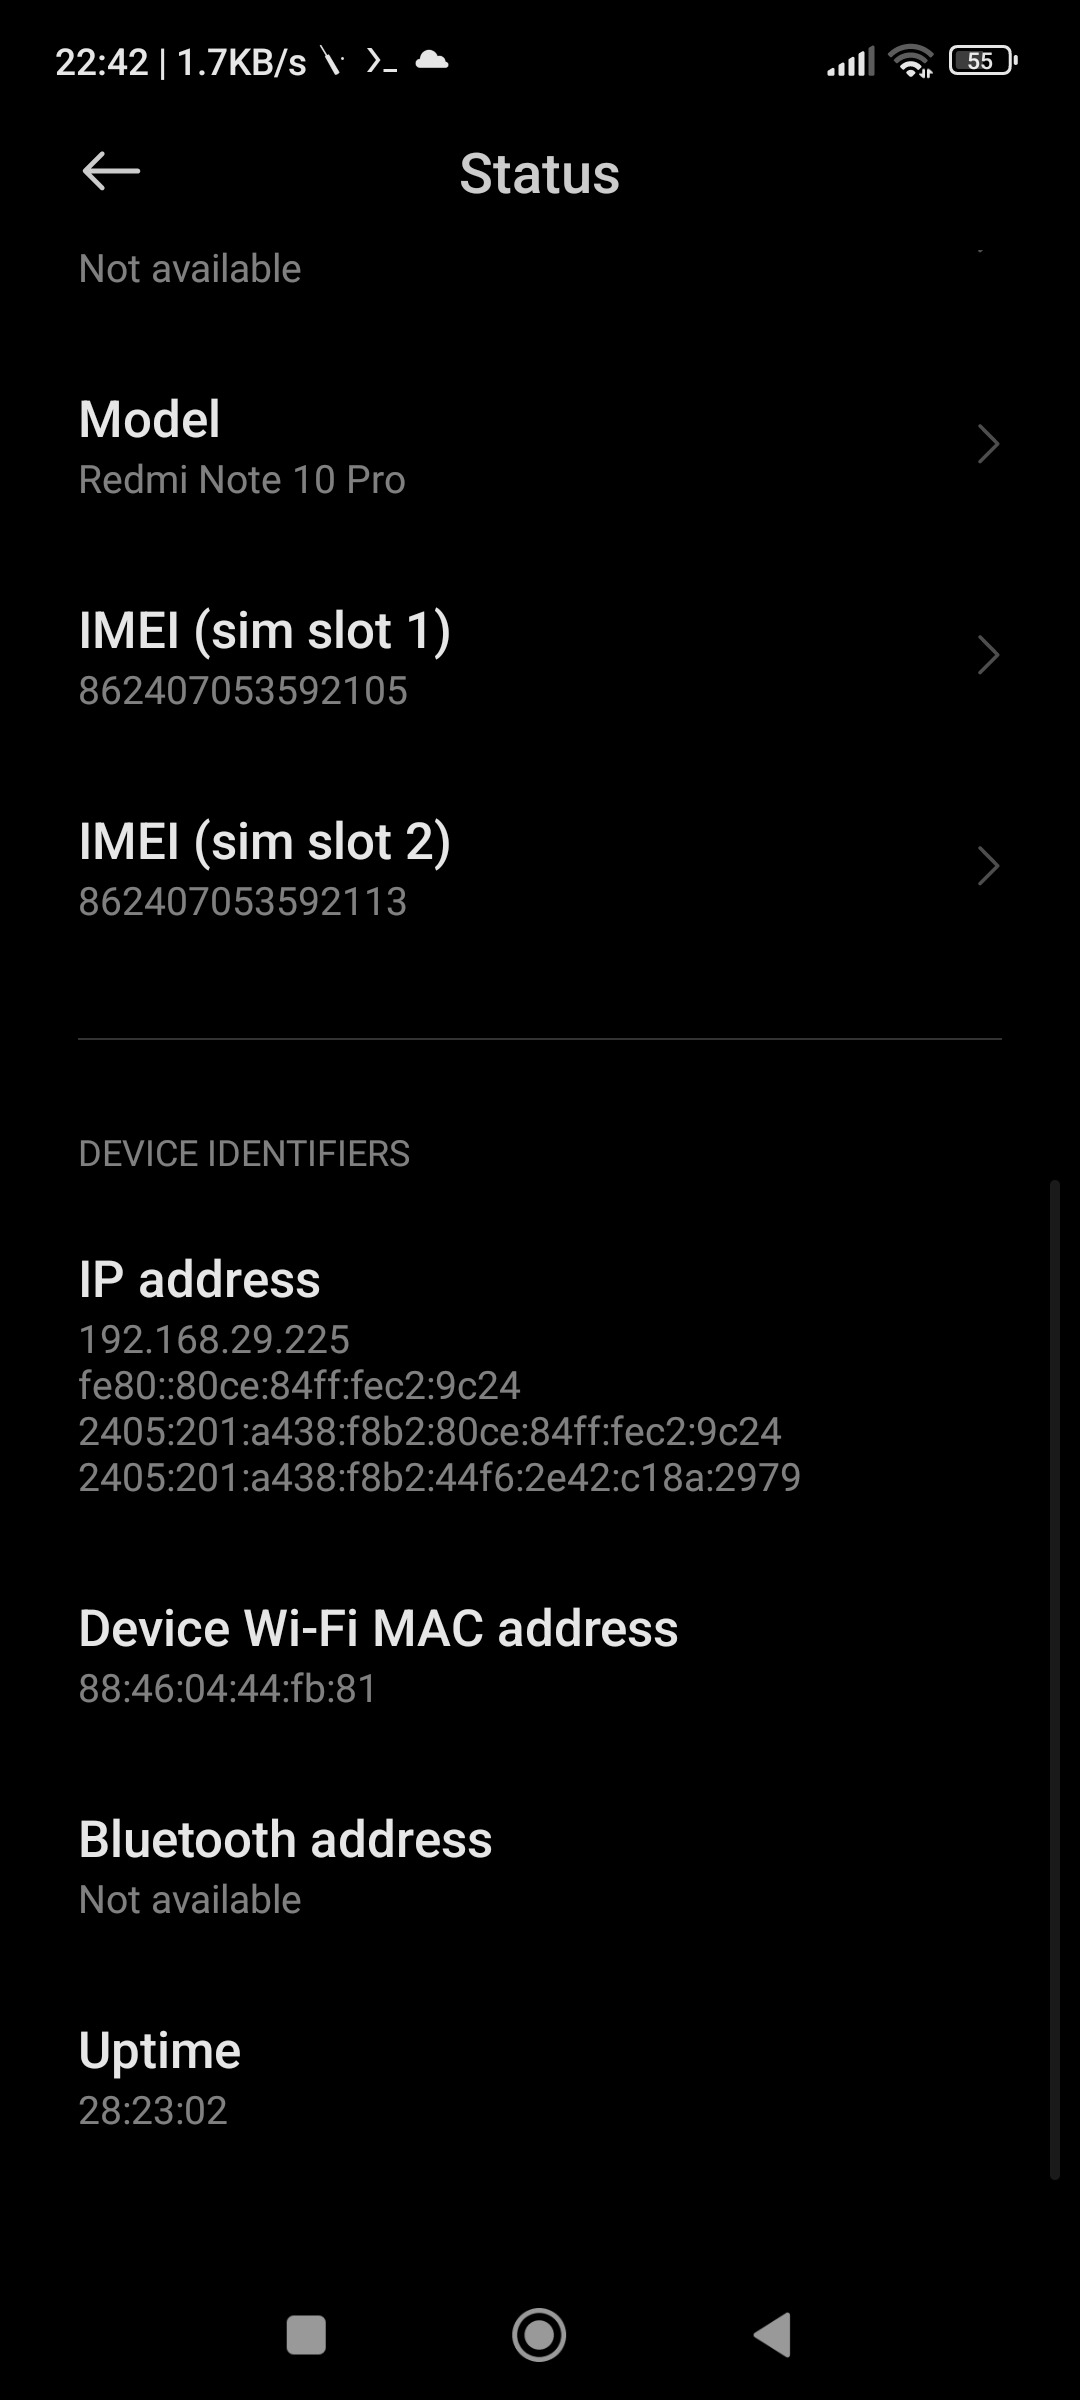 22:42 | 1.7KB/s
55
Status
Not available
Model
Redmi Note 10 Pro
IMEI (sim slot 1)
862407053592105
IMEI (sim slot 2)
862407053592113
DEVICE IDENTIFIERS
IP address
192.168.29.225
fe80::80ce:84ff:fec2:9c24
2405:201:a438:f8b2:80ce:84ff:fec2:9c24
2405:201:a438:f8b2:44f6:2e42:c18a:2979
Device Wi-Fi MAC address
88:46:04:44:fb:81
Bluetooth address
Not available
Uptime
28:23:02